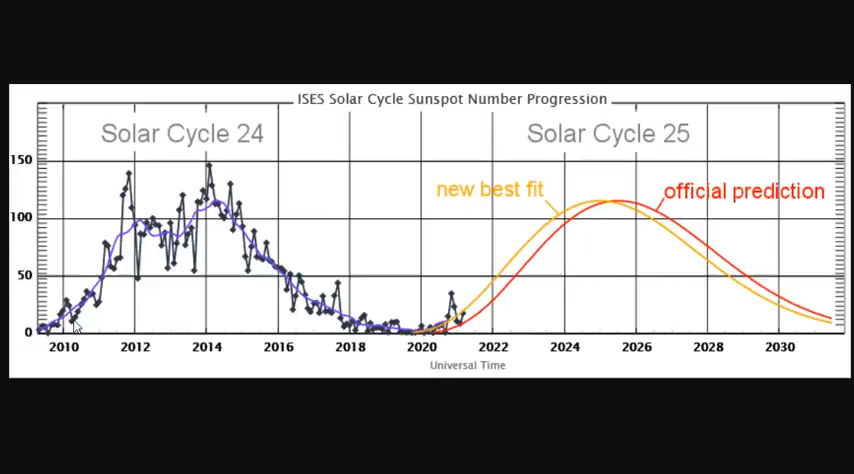 ISES Solar Cycle Sunspot Number Progression
Solar Cycle 24
Solar Cycle 25
150
new best fit
official prediction
100
50
0
2010 2012 2014 2016 2018 2020 2022 2024 2026 2028 2030
Universal Time